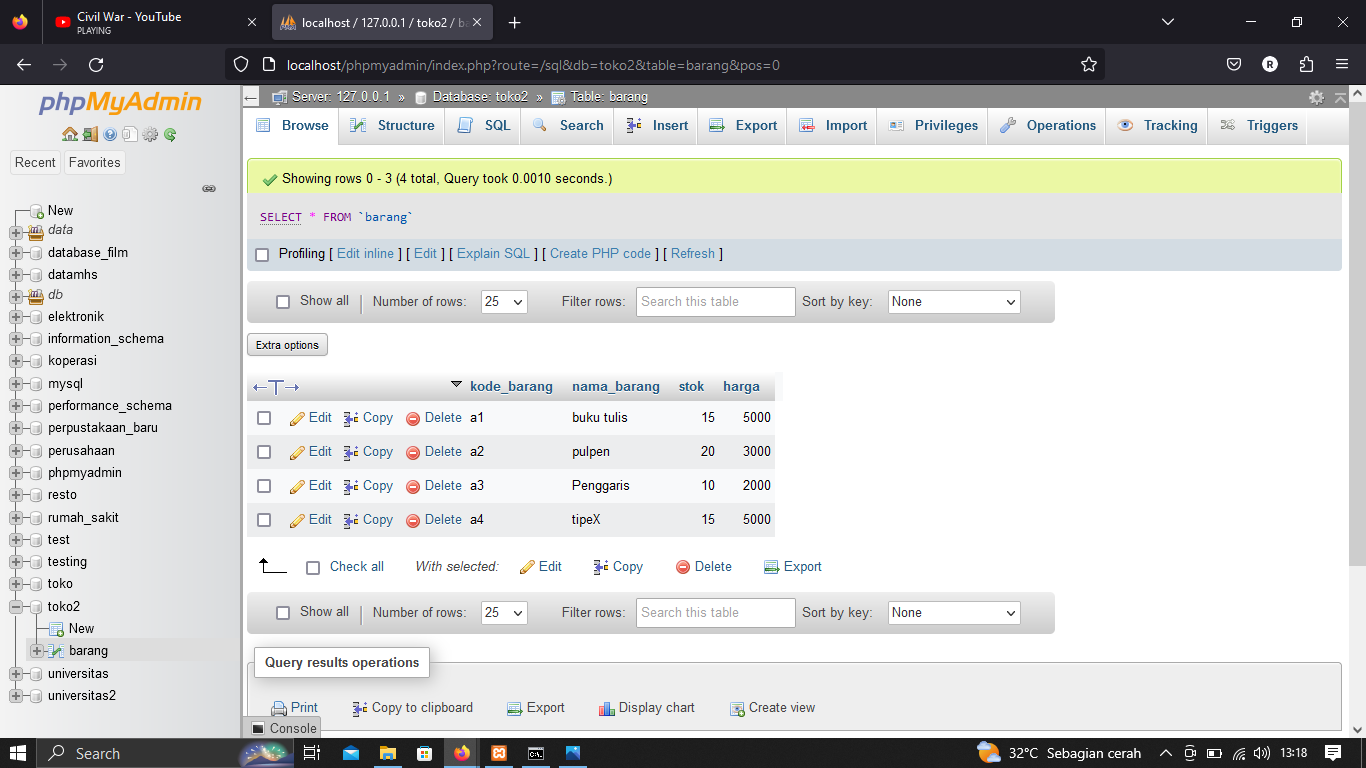 Civil War - YouTube
PLAYING
localhost / 127.0.0.1 / toko2 / ba
localhost/phpmyadmin/index.php?route=/sql&db=toko2&table=barang&pos=0
phpMyAdmin
Recent Favorites
New
data
database_film
datamhs
db
elektronik
information_schema
koperasi
mysql
performance_schema
perpustakaan_baru
perusahaan
phpmyadmin
resto
rumah_sakit
test
testing
toko
toko2
New
barang
universitas
universitas2
Server: 127.0.0.1 » Database: toko2 » Table: barang
Browse Structure SQL Search Insert Export Import Privileges Operations Tracking Triggers
Showing rows 0 - 3 (4 total, Query took 0.0010 seconds.)
SELECT * FROM `barang`
Profiling [ Edit inline ] [ Edit ] [ Explain SQL ] [ Create PHP code ] [ Refresh ]
Show all Number of rows: 25 Filter rows: Search this table Sort by key: None
Extra options
←T→ kode_barang nama_barang stok harga
Edit Copy Delete a1 buku tulis 15 5000
Edit Copy Delete a2 pulpen 20 3000
Edit Copy Delete a3 Penggaris 10 2000
Edit Copy Delete a4 tipeX 15 5000
Check all With selected: Edit Copy Delete Export
Show all Number of rows: 25 Filter rows: Search this table Sort by key: None
Query results operations
Print Copy to clipboard Export Display chart Create view
Console
Search
32°C Sebagian cerah 13:18